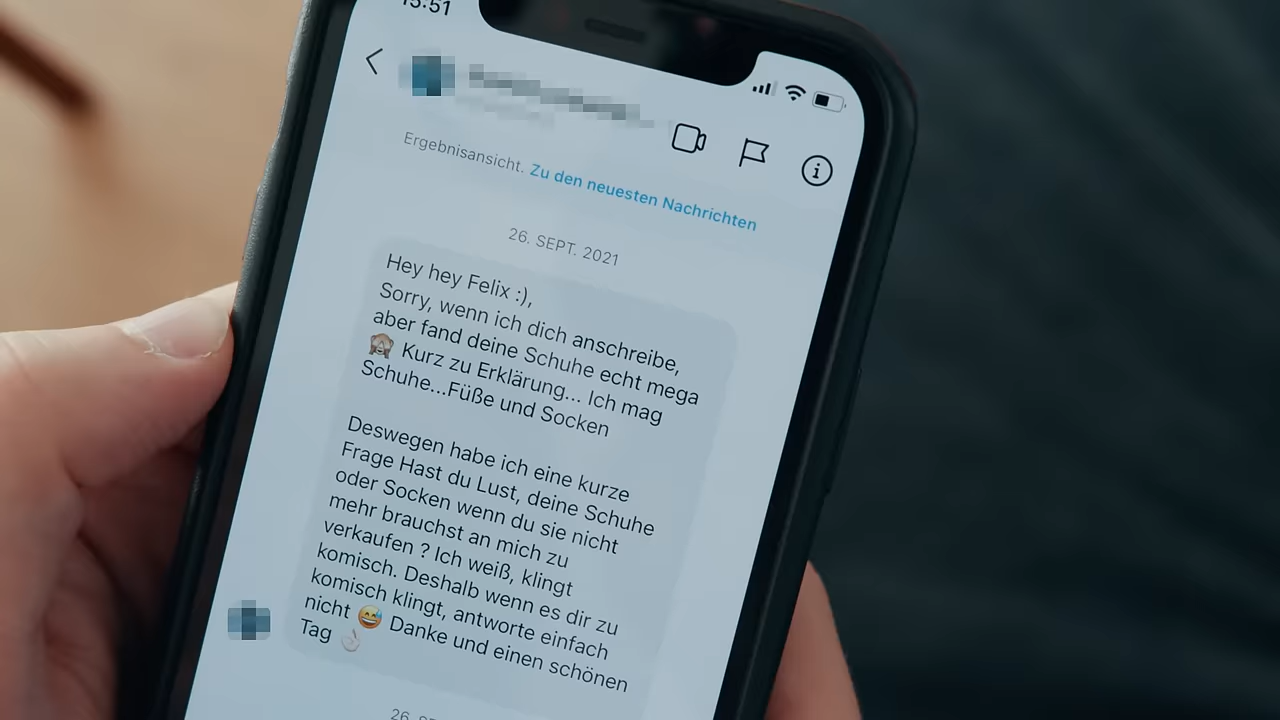 15:51
Ergebnisansicht. Zu den neuesten Nachrichten
26. SEPT. 2021
Hey hey Felix :),
Sorry, wenn ich dich anschreibe,
aber fand deine Schuhe echt mega
🙈 Kurz zu Erklärung... Ich mag
Schuhe...Füße und Socken
Deswegen habe ich eine kurze
Frage Hast du Lust, deine Schuhe
oder Socken wenn du sie nicht
mehr brauchst an mich zu
verkaufen ? Ich weiß, klingt
komisch. Deshalb wenn es dir zu
komisch klingt, antworte einfach
nicht 😅 Danke und einen schönen
Tag 👌🏻
26.